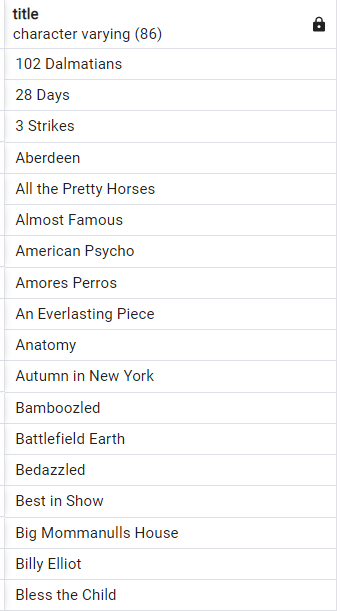 title
character varying (86)
102 Dalmatians
28 Days
3 Strikes
Aberdeen
All the Pretty Horses
Almost Famous
American Psycho
Amores Perros
An Everlasting Piece
Anatomy
Autumn in New York
Bamboozled
Battlefield Earth
Bedazzled
Best in Show
Big Mommanulls House
Billy Elliot
Bless the Child